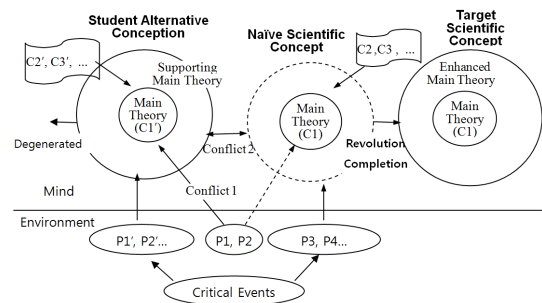 Student Alternative
Conception
Naïve Scientific
Concept
Target
Scientific
Concept
C2′, C3′, ...
Supporting
Main Theory
C2 ,C3 , ...
Enhanced
Main Theory
Main
Theory
(C1′)
Main
Theory
(C1)
Main
Theory
(C1)
Degenerated
Conflict 2
Revolution
Completion
Conflict 1
Mind
Environment
P1′, P2′...
P1, P2
P3, P4...
Critical Events